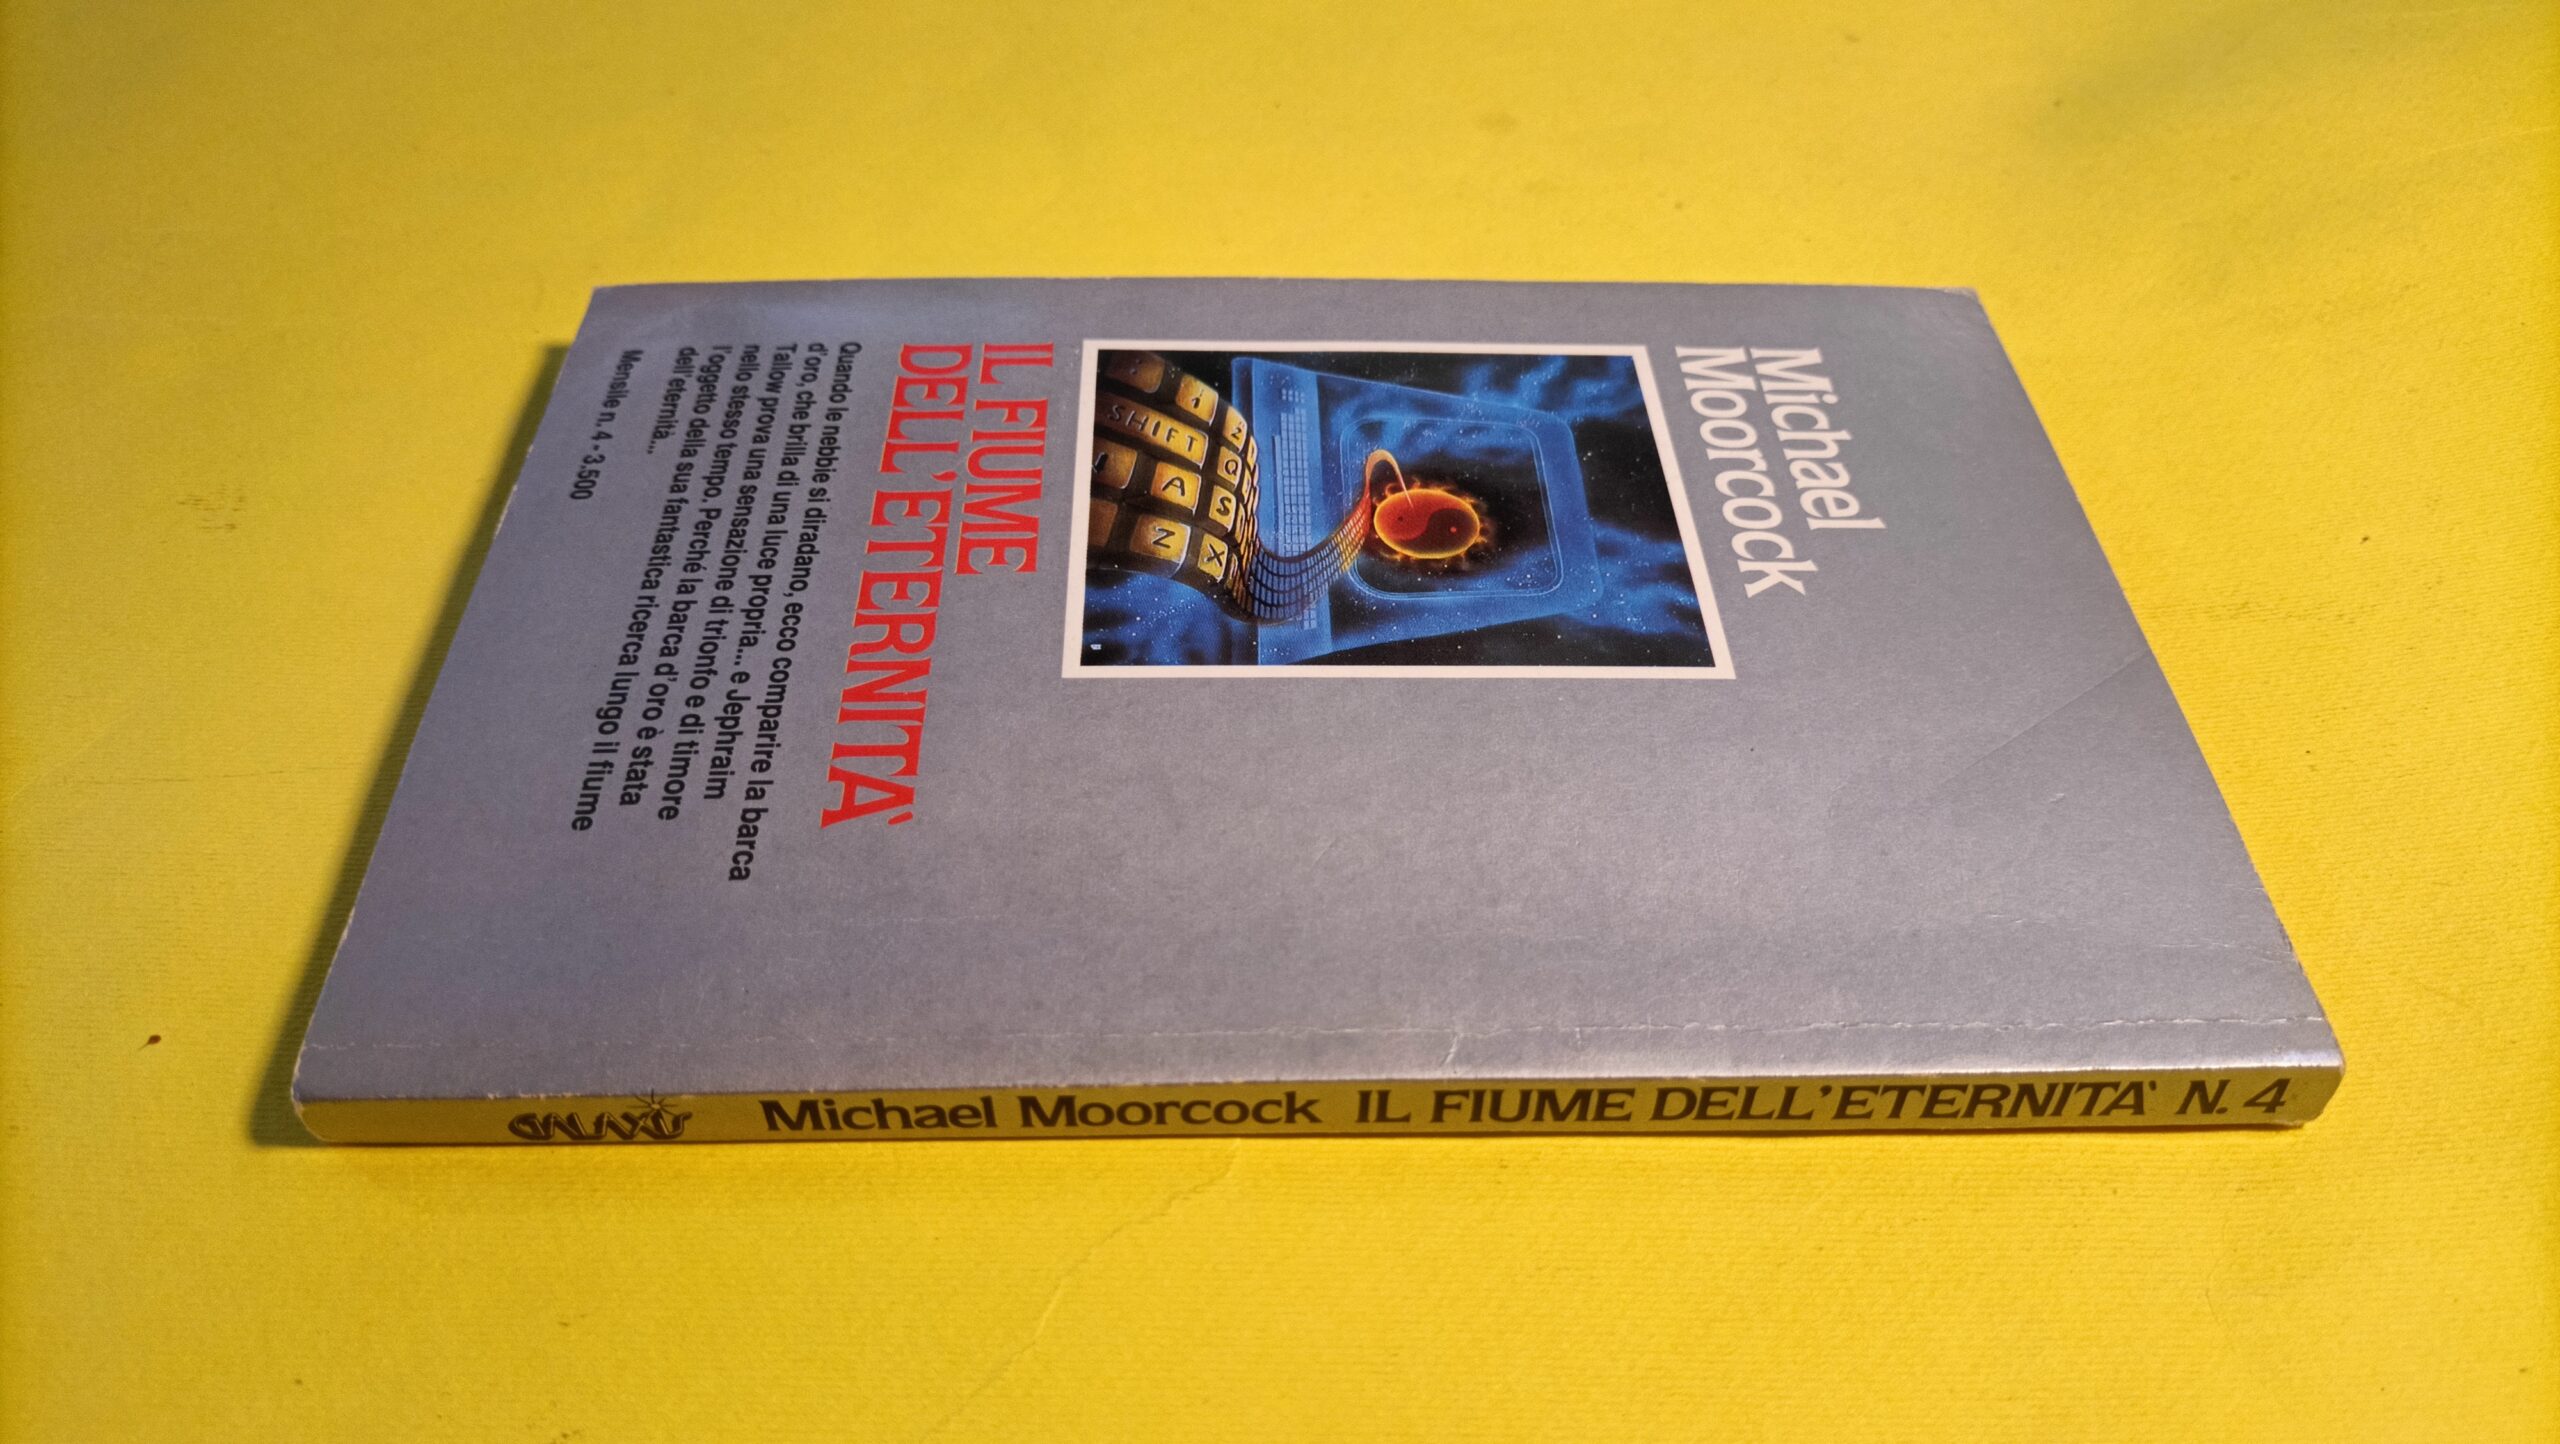 Michael
Moorcock
1
2
SHIFT
Q
A
S
Z
X
IL FIUME
DELL'ETERNITA'
Quando le nebbie si diradano, ecco comparire la barca
d'oro, che brilla di una luce propria... e Jephraim
Tallow prova una sensazione di trionfo e di timore
nello stesso tempo. Perché la barca d'oro è stata
l'oggetto della sua fantastica ricerca lungo il fiume
dell'eternità...
Mensile n. 4 - 3.500
GALAXIS Michael Moorcock IL FIUME DELL'ETERNITA' N. 4